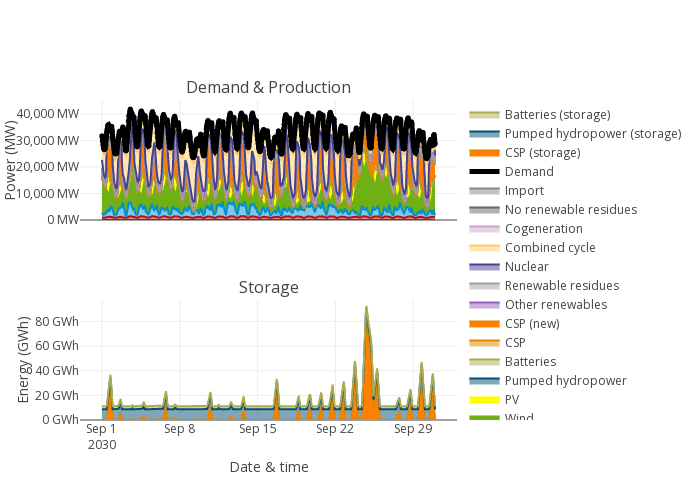 Demand & Production
40,000 MW
30,000 MW
20,000 MW
10,000 MW
0 MW
Power (MW)
Storage
80 GWh
60 GWh
40 GWh
20 GWh
0 GWh
Energy (GWh)
Sep 1
2030
Sep 8
Sep 15
Sep 22
Sep 29
Date & time
Batteries (storage)
Pumped hydropower (storage)
CSP (storage)
Demand
Import
No renewable residues
Cogeneration
Combined cycle
Nuclear
Renewable residues
Other renewables
CSP (new)
CSP
Batteries
Pumped hydropower
PV
Wind